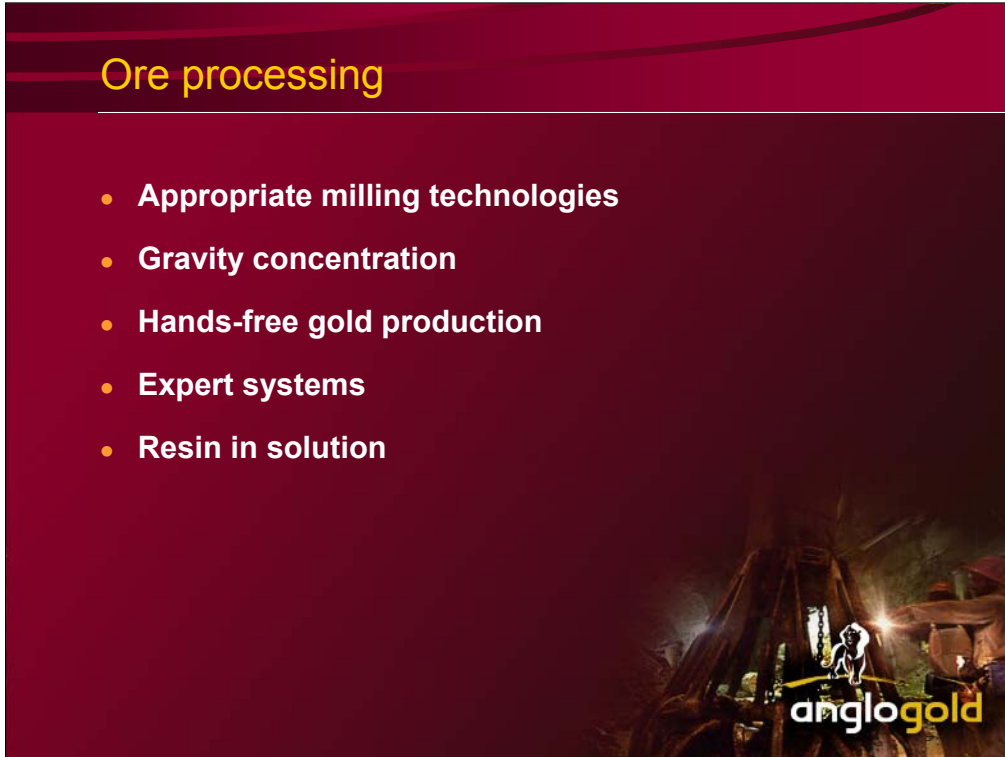 Ore processing
● Appropriate milling technologies
● Gravity concentration
● Hands-free gold production
● Expert systems
● Resin in solution
anglogold